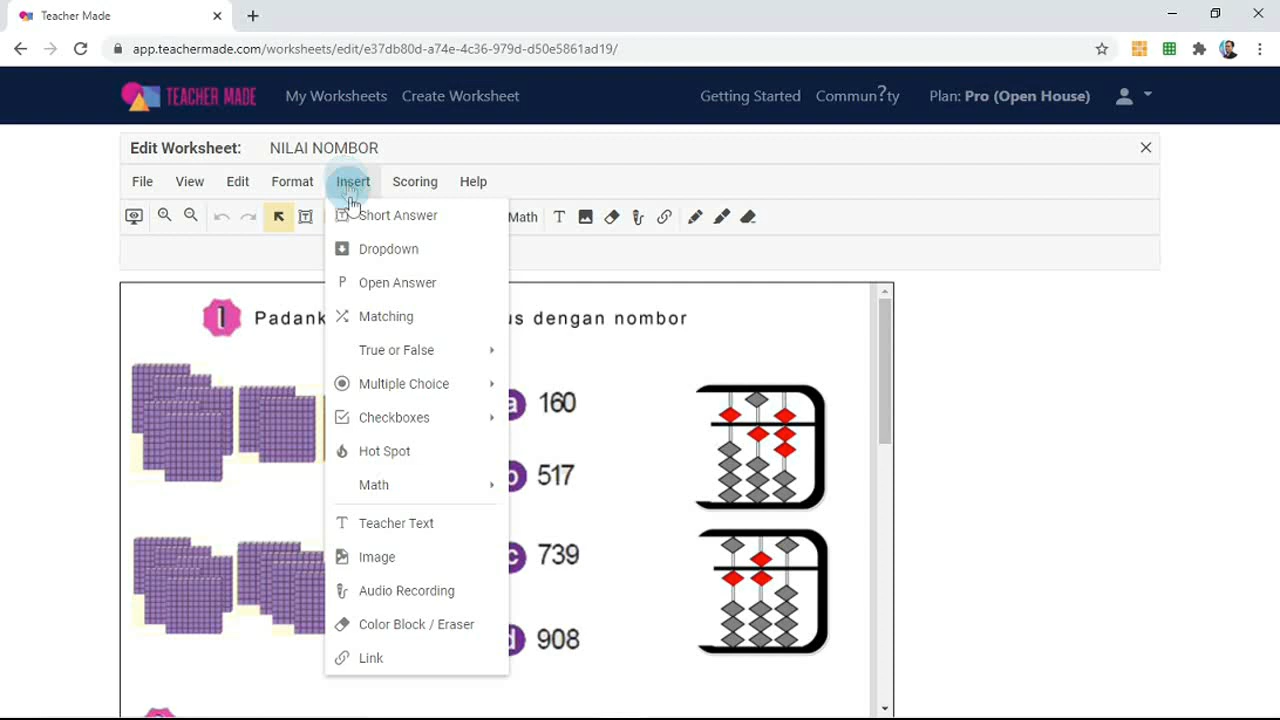 Teacher Made
app.teachermade.com/worksheets/edit/e37db80d-a74e-4c36-979d-d50e5861ad19/
TEACHER MADE My Worksheets Create Worksheet Getting Started Commun?ty Plan: Pro (Open House)
Edit Worksheet: NILAI NOMBOR
File View Edit Format Insert Scoring Help
Math T
Short Answer
Dropdown
P Open Answer
Matching
True or False
Multiple Choice
Checkboxes
Hot Spot
Math
T Teacher Text
Image
Audio Recording
Color Block / Eraser
Link
1 Padank us dengan nombor
a 160
b 517
c 739
d 908